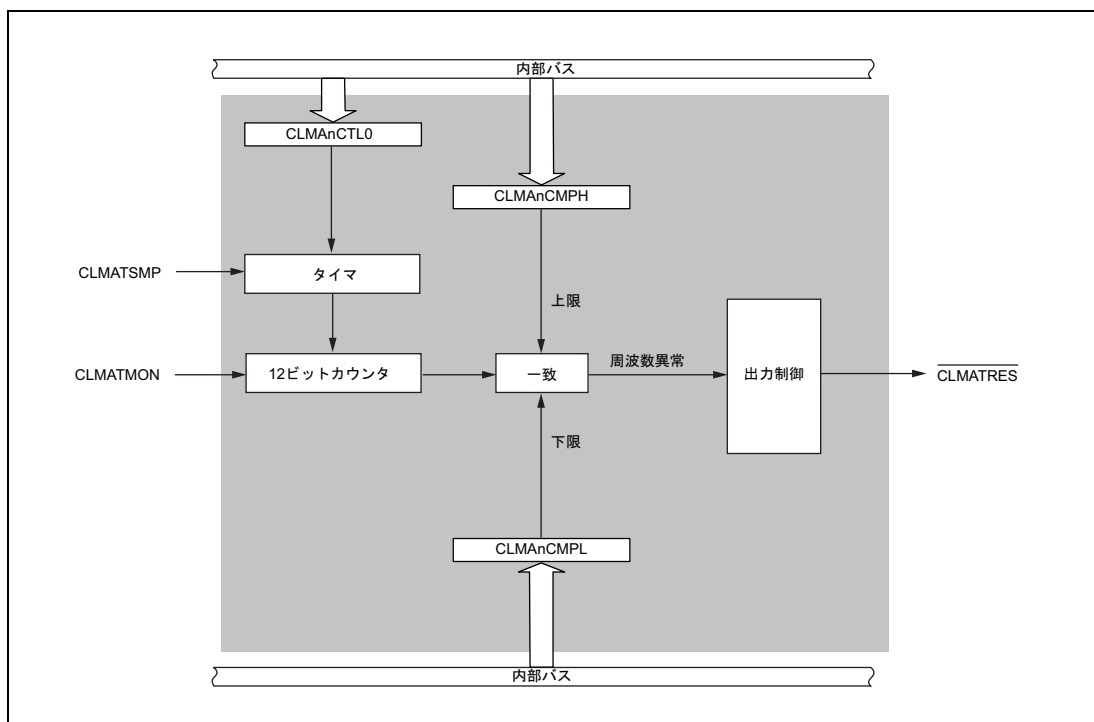 内部バス
CLMAnCTL0
CLMAnCMPH
CLMATSMP
タイマ
上限
CLMATMON
12ビットカウンタ
一致
周波数異常
出力制御
CLMATRES
下限
CLMAnCMPL
内部バス